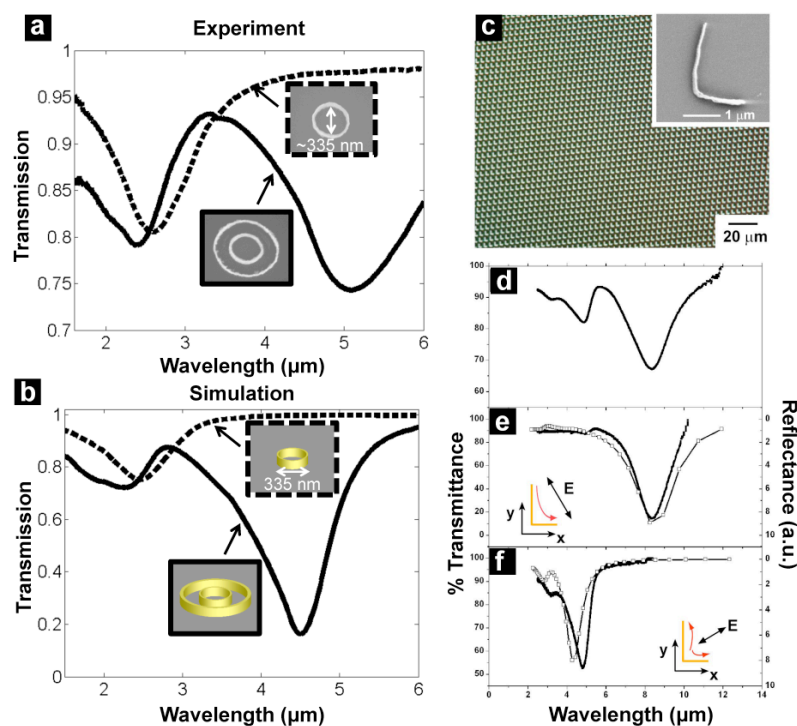 a
Experiment
1
0.95
0.9
0.85
0.8
0.75
0.7
Transmission
~335 nm
2
3
4
5
6
Wavelength (µm)
b
Simulation
1
0.8
0.6
0.4
0.2
0
Transmission
335 nm
2
3
4
5
6
Wavelength (µm)
c
1 µm
20 µm
d
100
90
80
70
60
e
100
80
60
40
20
0
0
2
4
6
8
10
E
y
x
f
100
90
80
70
60
50
0
2
4
6
8
10
E
y
x
% Transmittance
Reflectance (a.u.)
0
2
4
6
8
10
12
14
Wavelength (µm)